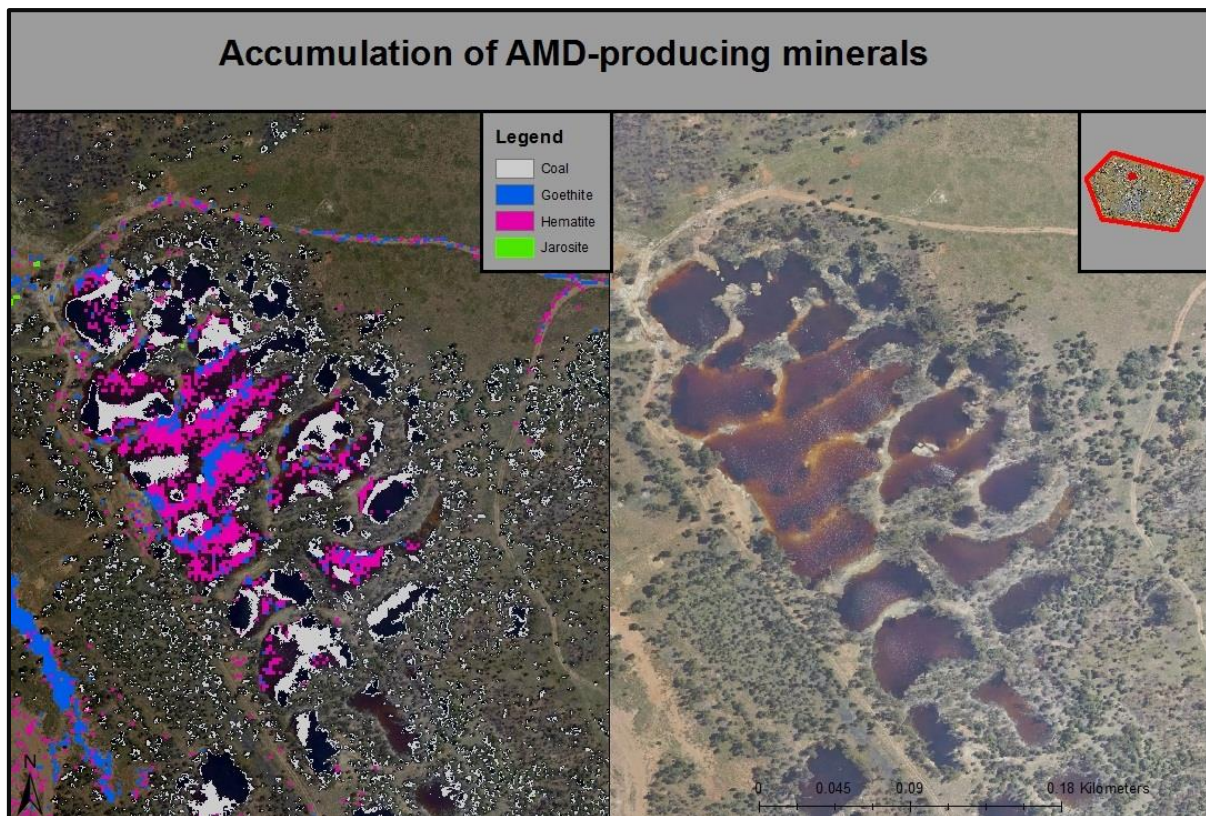 Accumulation of AMD-producing minerals
Legend
Coal
Goethite
Hematite
Jarosite
N
0 0.045 0.09 0.18 Kilometers